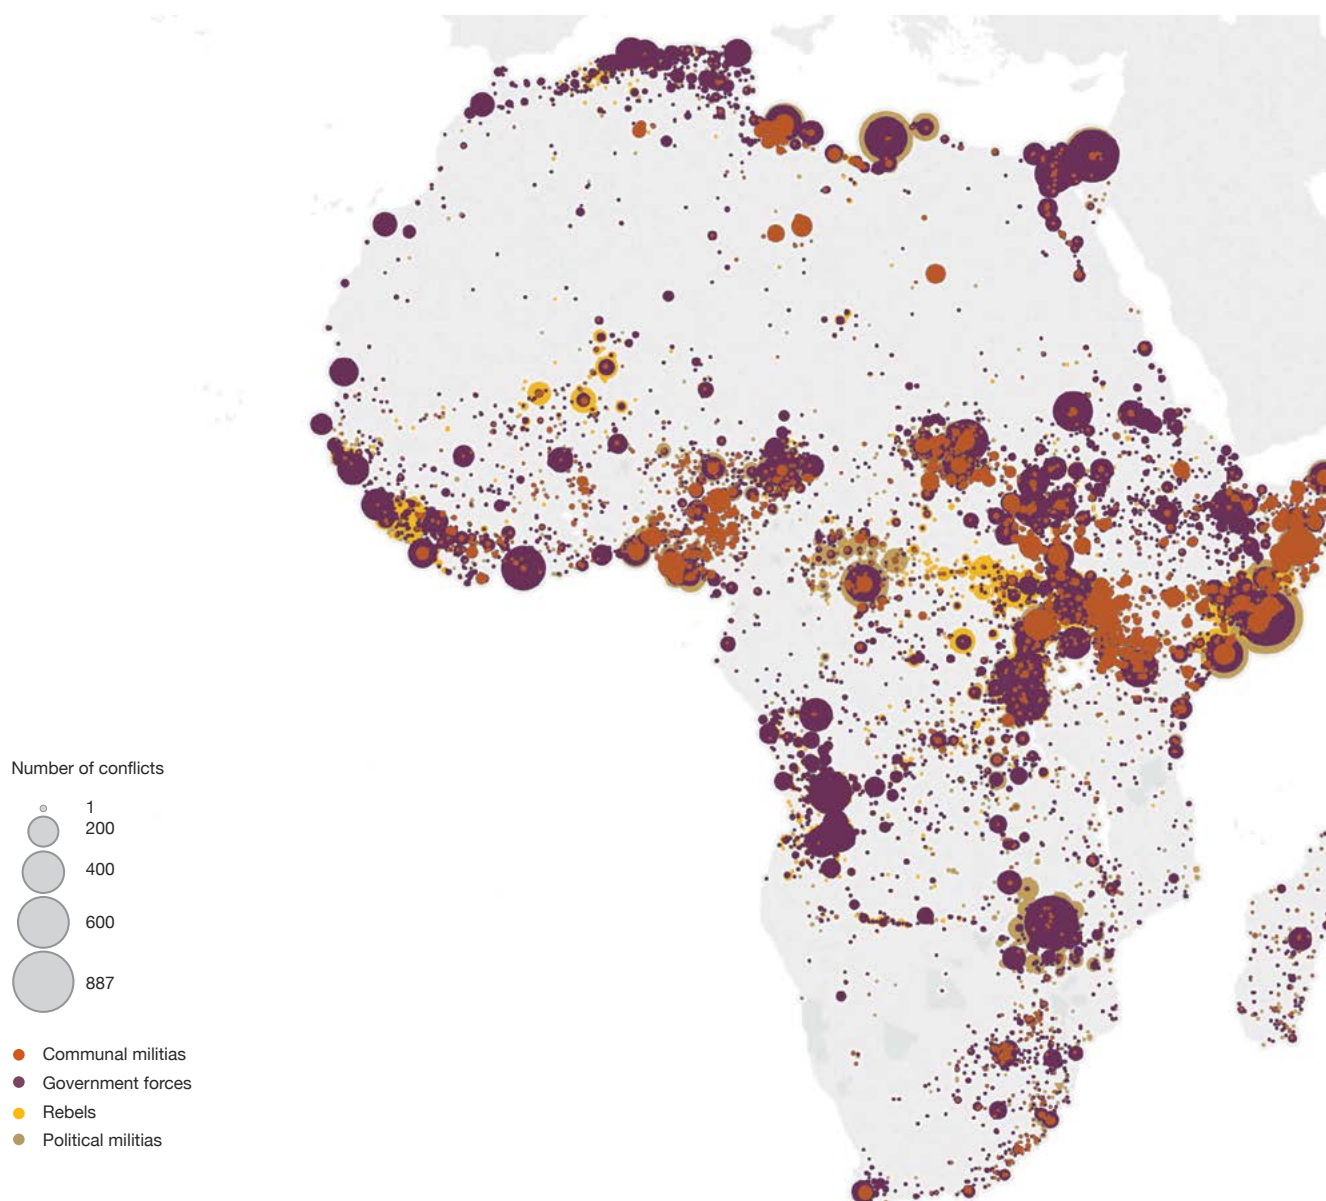 Number of conflicts
1
200
400
600
887
Communal militias
Government forces
Rebels
Political militias